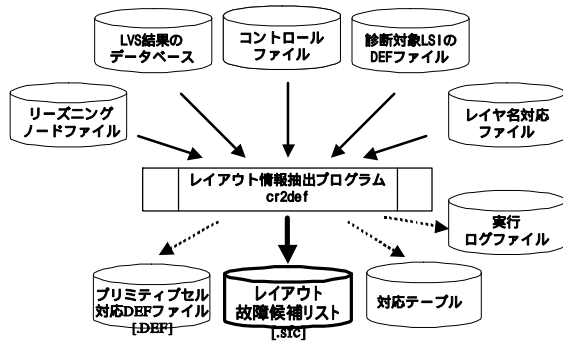 LVS結果の
データベース
コントロール
ファイル
診断対象LSIの
DEFファイル
リーズニング
ノードファイル
レイヤ名対応
ファイル
レイアウト情報抽出プログラム
cr2def
実行
ログファイル
プリミティブセル
対応DEFファイル
[.DEF]
レイアウト
故障候補リスト
[.sfc]
対応テーブル